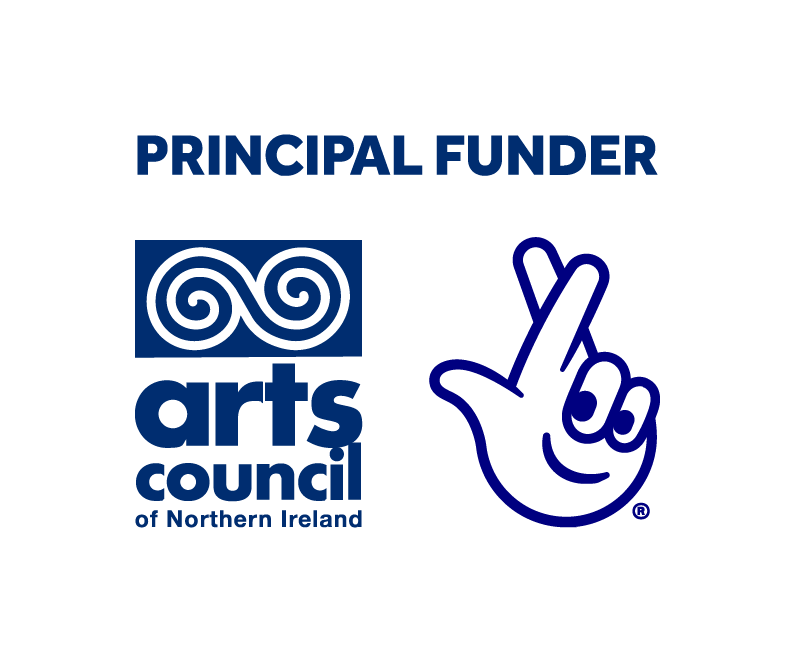 PRINCIPAL FUNDER
arts
council
of Northern Ireland
®